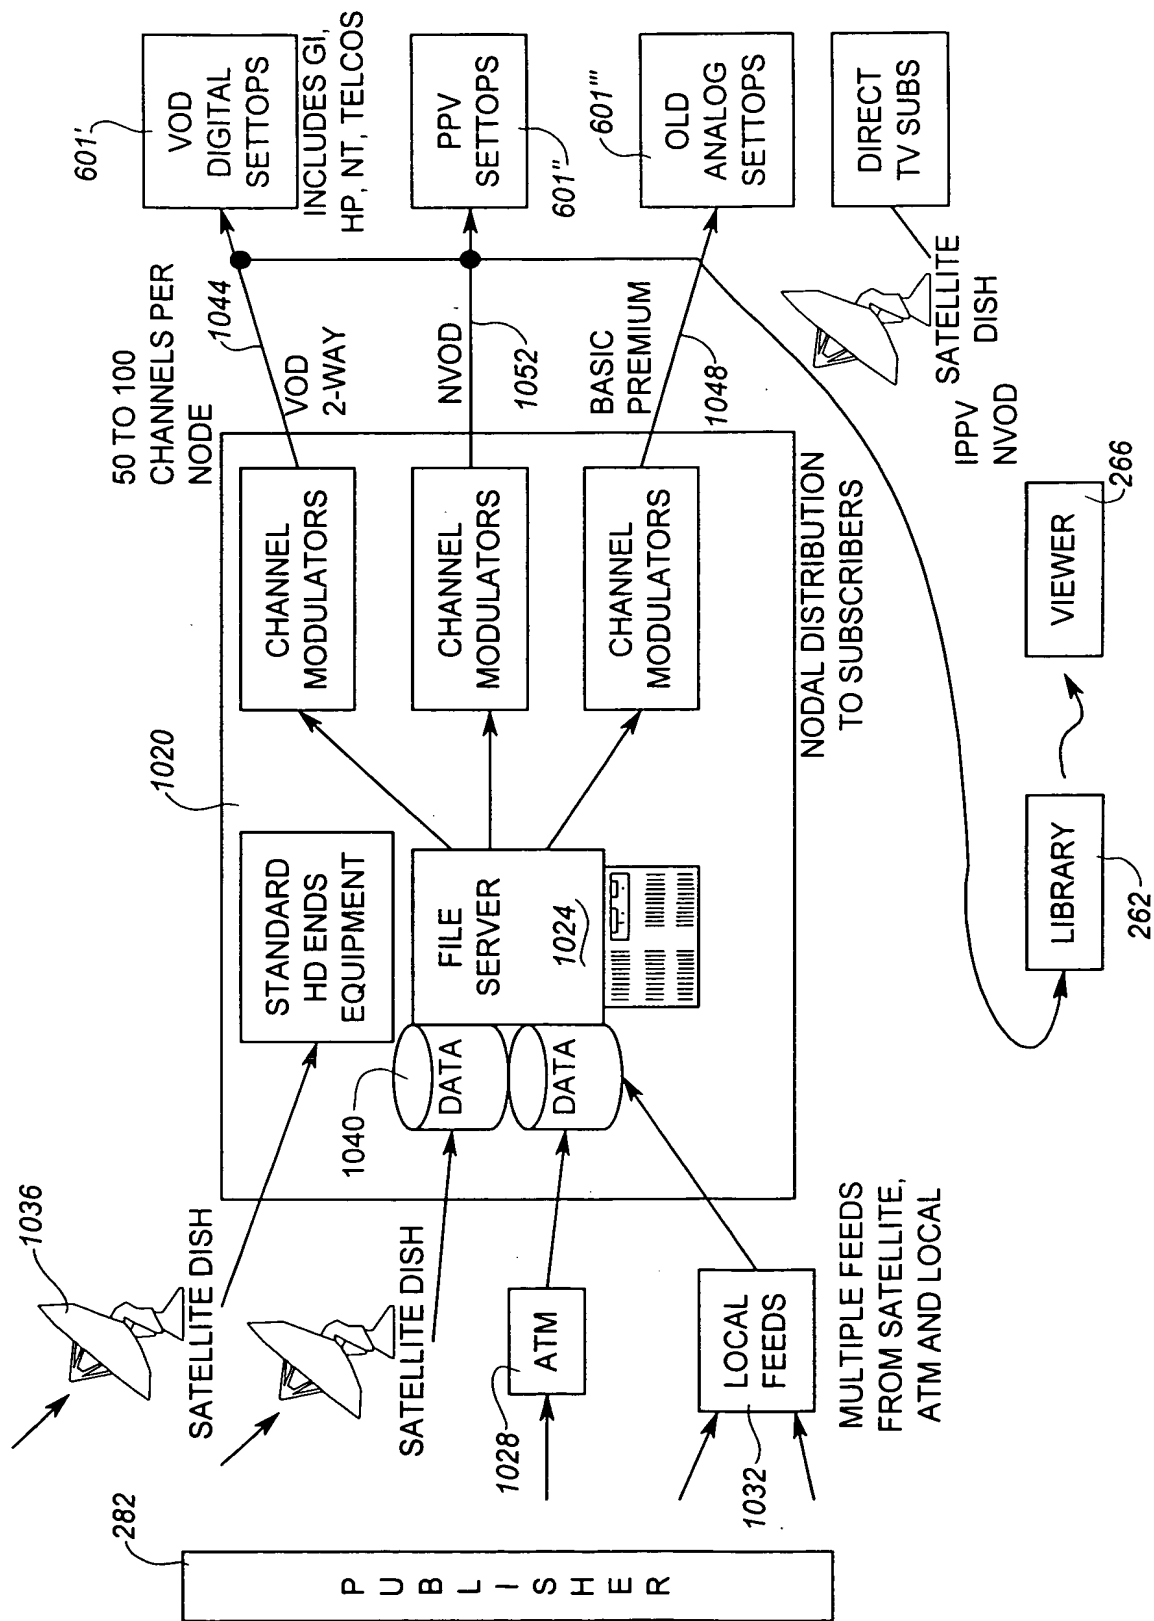 282
PUBLISHER
1036
SATELLITE DISH
SATELLITE DISH
1028
ATM
LOCAL
FEEDS
1032
MULTIPLE FEEDS
FROM SATELLITE,
ATM AND LOCAL
1020
STANDARD
HD ENDS
EQUIPMENT
1040
DATA
DATA
FILE
SERVER
1024
CHANNEL
MODULATORS
CHANNEL
MODULATORS
CHANNEL
MODULATORS
NODAL DISTRIBUTION
TO SUBSCRIBERS
50 TO 100
CHANNELS PER
NODE
1044
VOD
2-WAY
NVOD
1052
BASIC
PREMIUM
1048
601'
VOD
DIGITAL
SETTOPS
INCLUDES GI,
HP, NT, TELCOS
PPV
SETTOPS
601"
601'''
OLD
ANALOG
SETTOPS
DIRECT
TV SUBS
SATELLITE
DISH
IPPV
NVOD
LIBRARY
262
VIEWER
266